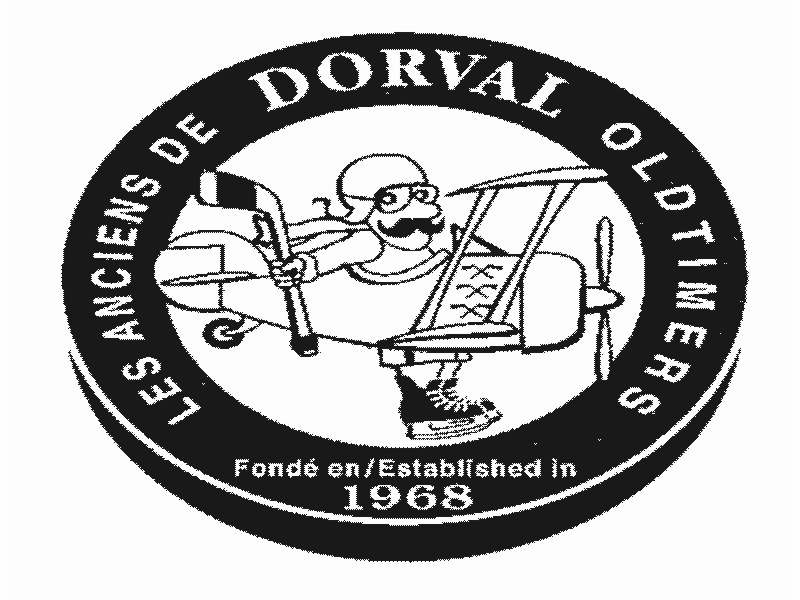 LES ANCIENS DE
DORVAL
OLDTIMERS
Fondé en/Established in
1968